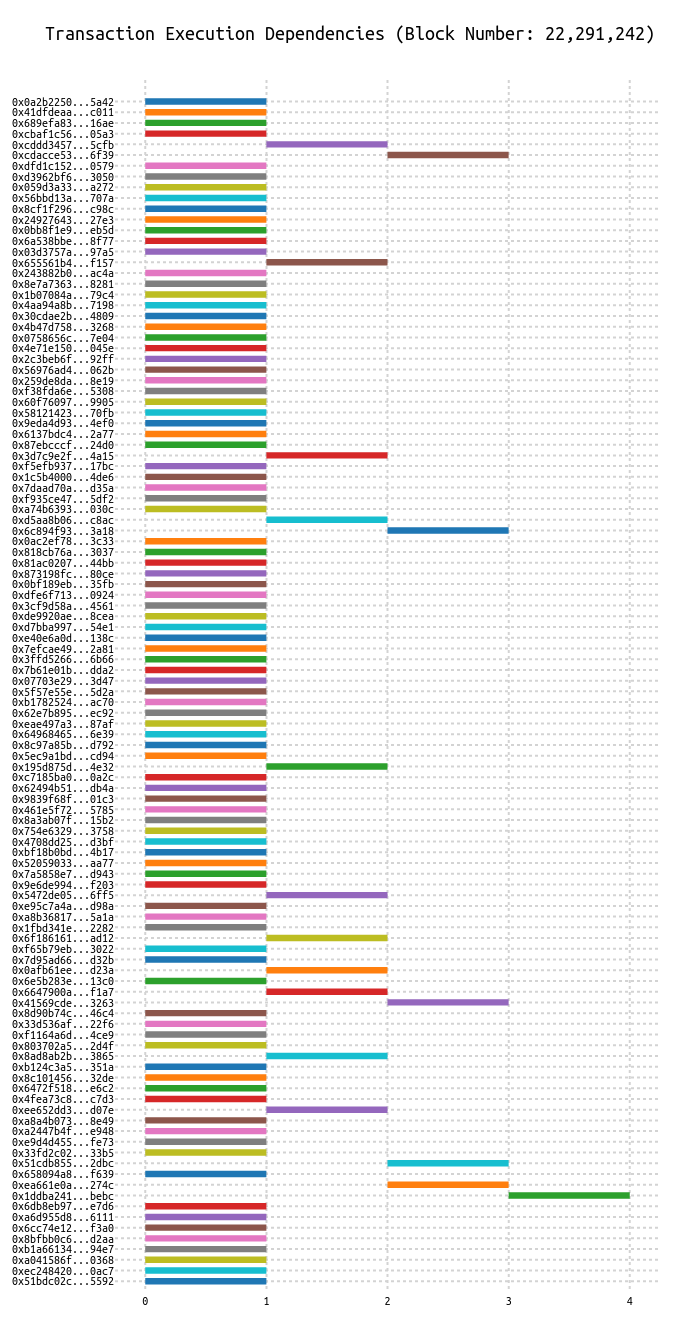 Transaction Execution Dependencies (Block Number: 22,291,242)
0x0a2b2250...5a42
0x41dfdeaa...c011
0x689efa83...16ae
0xcbaf1c56...05a3
0xcddd3457...5cfb
0xcdacce53...6f39
0xdfd1c152...0579
0xd3962bf6...3050
0x059d3a33...a272
0x56bbd13a...707a
0x8cf1f296...c98c
0x24927643...27e3
0x0bb8f1e9...eb5d
0x6a538bbe...8f77
0x03d3757a...97a5
0x655561b4...f157
0x243882b0...ac4a
0x8e7a7363...8281
0x1b07084a...79c4
0x4aa94a8b...7198
0x30cdae2b...4809
0x4b47d758...3268
0x0758656c...7e04
0x4e71e150...045e
0x2c3beb6f...92ff
0x56976ad4...062b
0x259de8da...8e19
0xf38fda6e...5308
0x60f76097...9905
0x58121423...70fb
0x9eda4d93...4ef0
0x6137bdc4...2a77
0x87ebcccf...24d0
0x3d7c9e2f...4a15
0xf5efb937...17bc
0x1c5b4000...4de6
0x7daad70a...d35a
0xf935ce47...5df2
0xa74b6393...030c
0xd5aa8b06...c8ac
0x6c894f93...3a18
0x0ac2ef78...3c33
0x818cb76a...3037
0x81ac0207...44bb
0x873198fc...80ce
0x0bf189eb...35fb
0xdfe6f713...0924
0x3cf9d58a...4561
0xde9920ae...8cea
0xd7bba997...54e1
0xe40e6a0d...138c
0x7efcae49...2a81
0x3ffd5266...6b66
0x7b61e01b...dda2
0x07703e29...3d47
0x5f57e55e...5d2a
0xb1782524...ac70
0x62e7b895...ec92
0xeae497a3...87af
0x64968465...6e39
0x8c97a85b...d792
0x5ec9a1bd...cd94
0x195d875d...4e32
0xc7185ba0...0a2c
0x62494b51...db4a
0x9839f68f...01c3
0x461e5f72...5785
0x8a3ab07f...15b2
0x754e6329...3758
0x4708dd25...d3bf
0xbf18b0bd...4b17
0x52059033...aa77
0x7a5858e7...d943
0x9e6de994...f203
0x5472de05...6ff5
0xe95c7a4a...d98a
0xa8b36817...5a1a
0x1fbd341e...2282
0x6f186161...ad12
0xf65b79eb...3022
0x7d95ad66...d32b
0x0afb61ee...d23a
0x6e5b283e...13c0
0x6647900a...f1a7
0x41569cde...3263
0x8d90b74c...46c4
0x33d536af...22f6
0xf1164a6d...4ce9
0x803702a5...2d4f
0x8ad8ab2b...3865
0xb124c3a5...351a
0x8c101456...32de
0x6472f518...e6c2
0x4fea73c8...c7d3
0xee652dd3...d07e
0xa8a4b073...8e49
0xa2447b4f...e948
0xe9d4d455...fe73
0x33fd2c02...33b5
0x51cdb855...2dbc
0x658094a8...f639
0xea661e0a...274c
0x1ddba241...bebc
0x6db8eb97...e7d6
0xa6d955d8...6111
0x6cc74e12...f3a0
0x8bfbb0c6...d2aa
0xb1a66134...94e7
0xa041586f...0368
0xec248420...0ac7
0x51bdc02c...5592
0 1 2 3 4